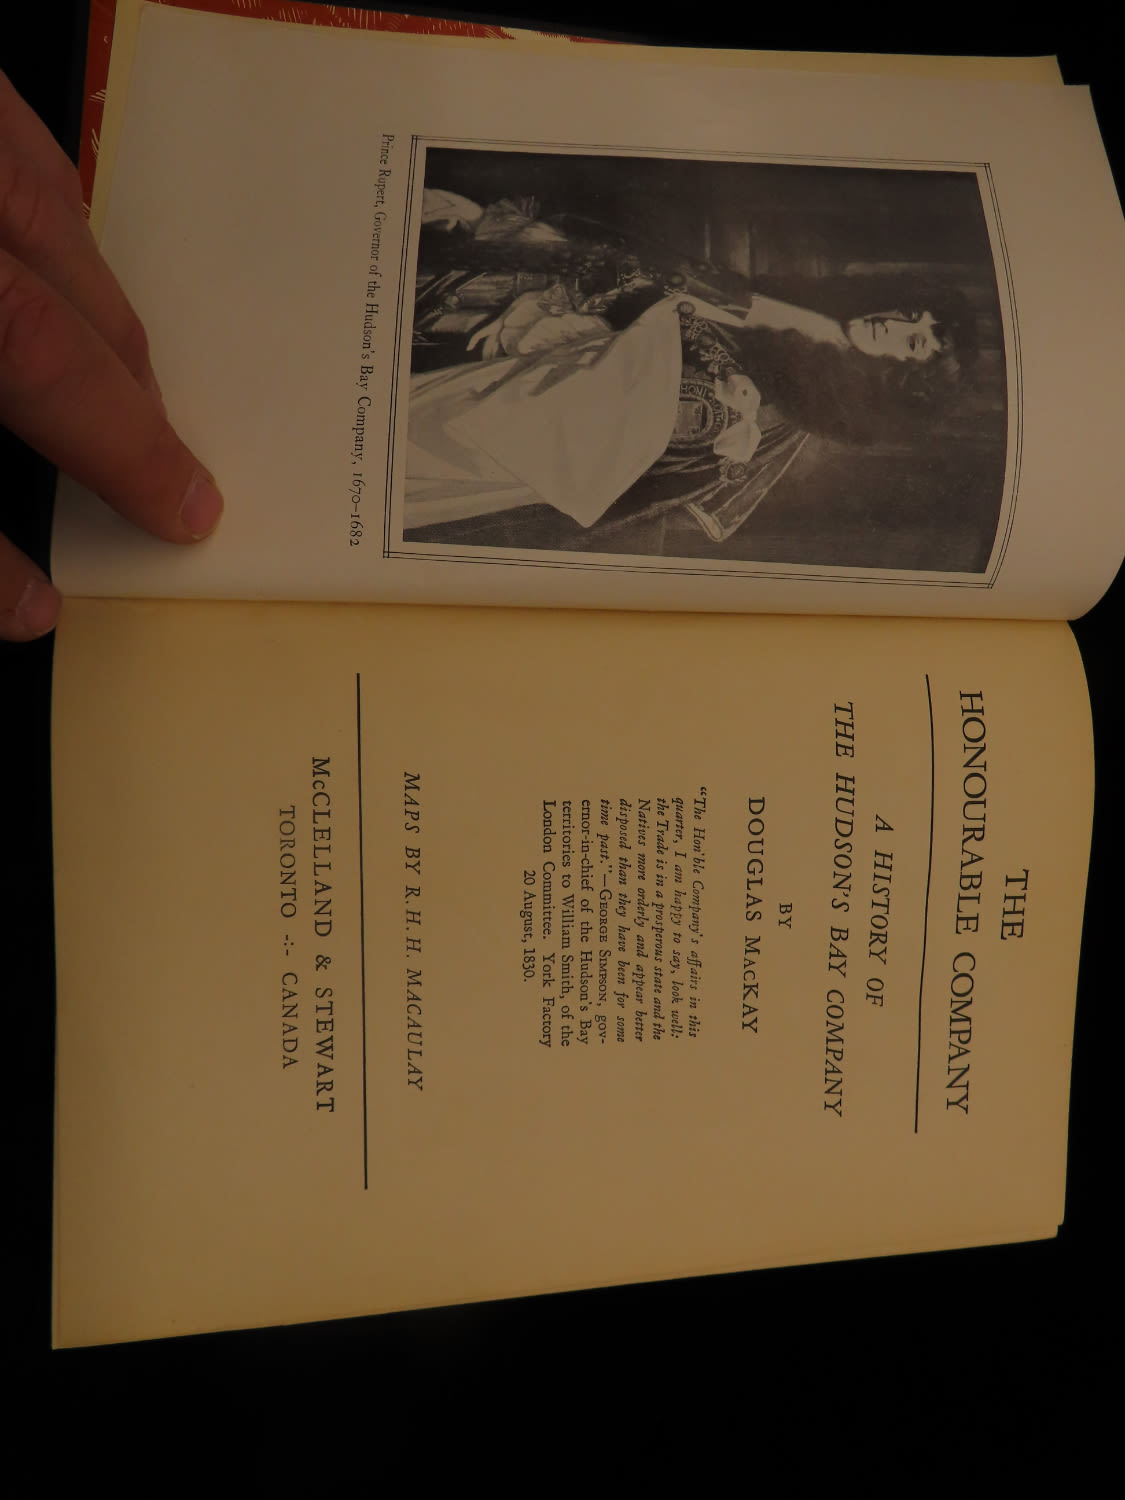 Prince Rupert, Governor of the Hudson's Bay Company, 1670–1682
HONI
THE
HONOURABLE COMPANY
A HISTORY OF
THE HUDSON'S BAY COMPANY
BY
DOUGLAS MacKAY
"The Hon'ble Company's affairs in this
quarter, I am happy to say, look well:
the Trade is in a prosperous state and the
Natives more orderly and appear better
disposed than they have been for some
time past."—George Simpson, gov-
ernor-in-chief of the Hudson's Bay
territories to William Smith, of the
London Committee. York Factory
20 August, 1830.
MAPS BY R. H. H. MACAULAY
McCLELLAND & STEWART
TORONTO -:- CANADA